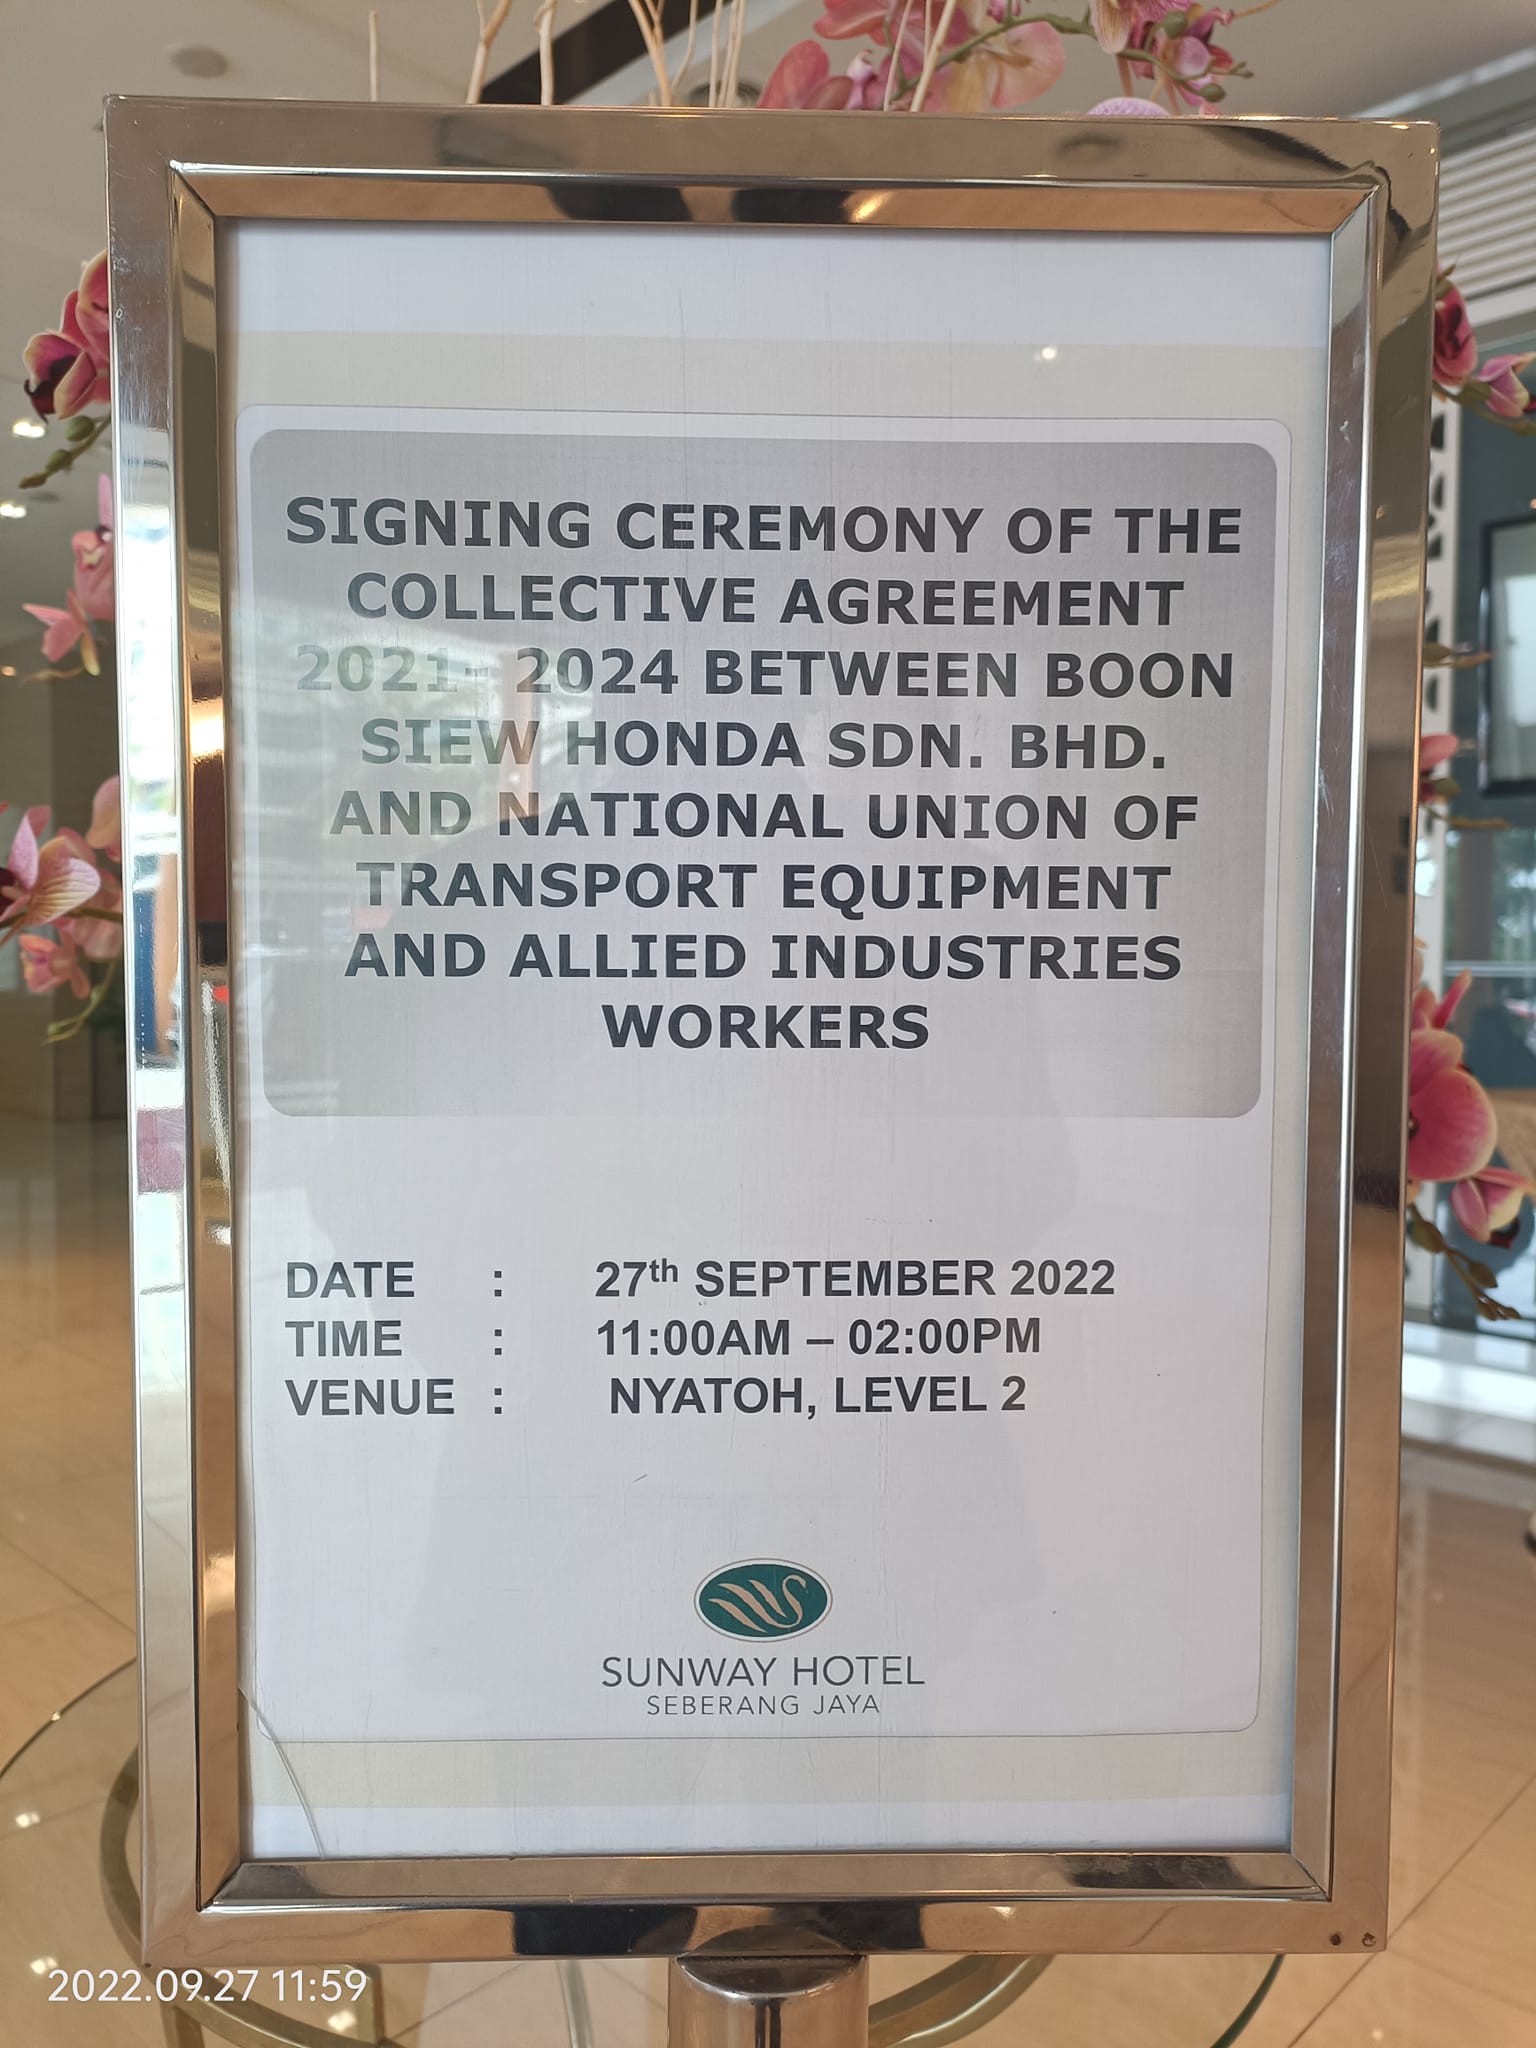 SIGNING CEREMONY OF THE
COLLECTIVE AGREEMENT
2021- 2024 BETWEEN BOON
SIEW HONDA SDN. BHD.
AND NATIONAL UNION OF
TRANSPORT EQUIPMENT
AND ALLIED INDUSTRIES
WORKERS
DATE : 27th SEPTEMBER 2022
TIME : 11:00AM – 02:00PM
VENUE : NYATOH, LEVEL 2
SUNWAY HOTEL
SEBERANG JAYA
2022.09.27 11:59